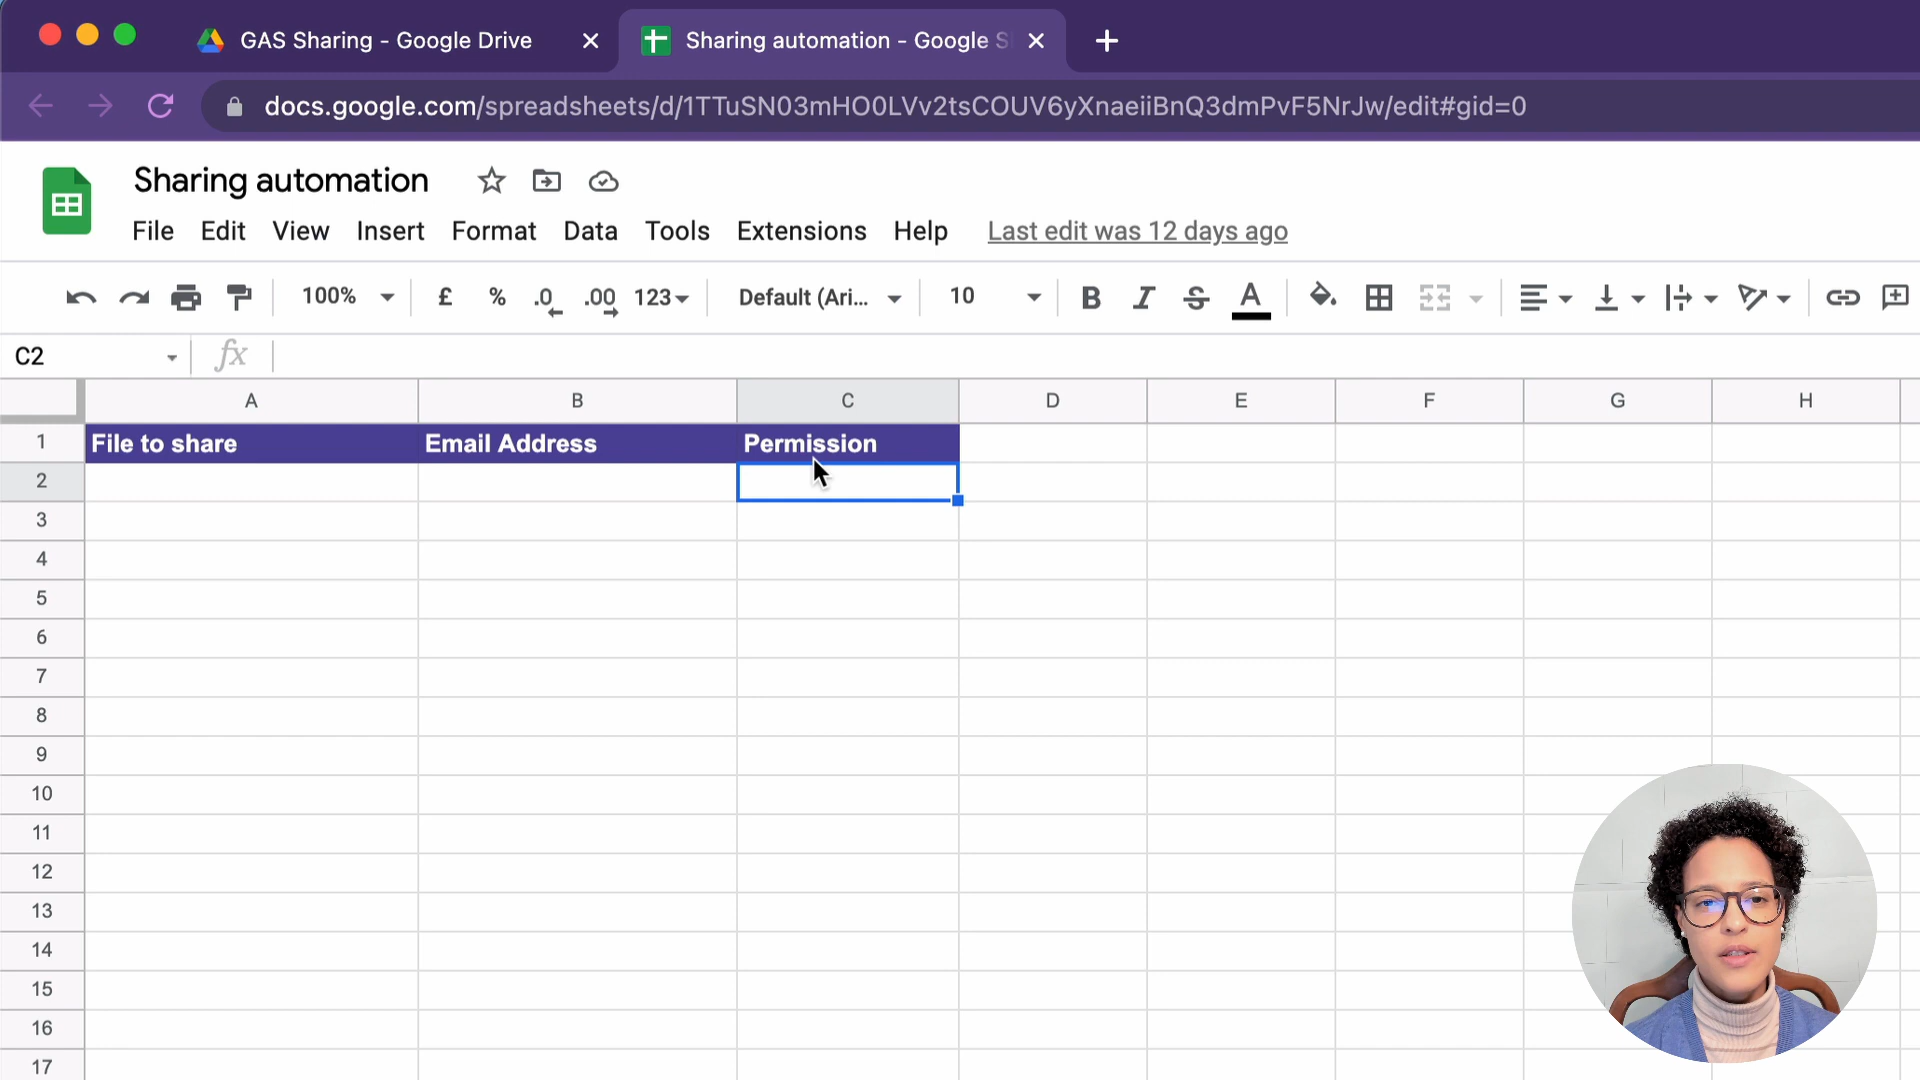 GAS Sharing - Google Drive
Sharing automation - Google S
docs.google.com/spreadsheets/d/1TTuSN03mHO0LVv2tsCOUV6yXnaeiiBnQ3dmPvF5NrJw/edit#gid=0
Sharing automation
File Edit View Insert Format Data Tools Extensions Help Last edit was 12 days ago
100% £ % .0 .00 123 Default (Ari... 10 B I S A
C2 fx
A B C D E F G H
1 File to share Email Address Permission
2
3
4
5
6
7
8
9
10
11
12
13
14
15
16
17